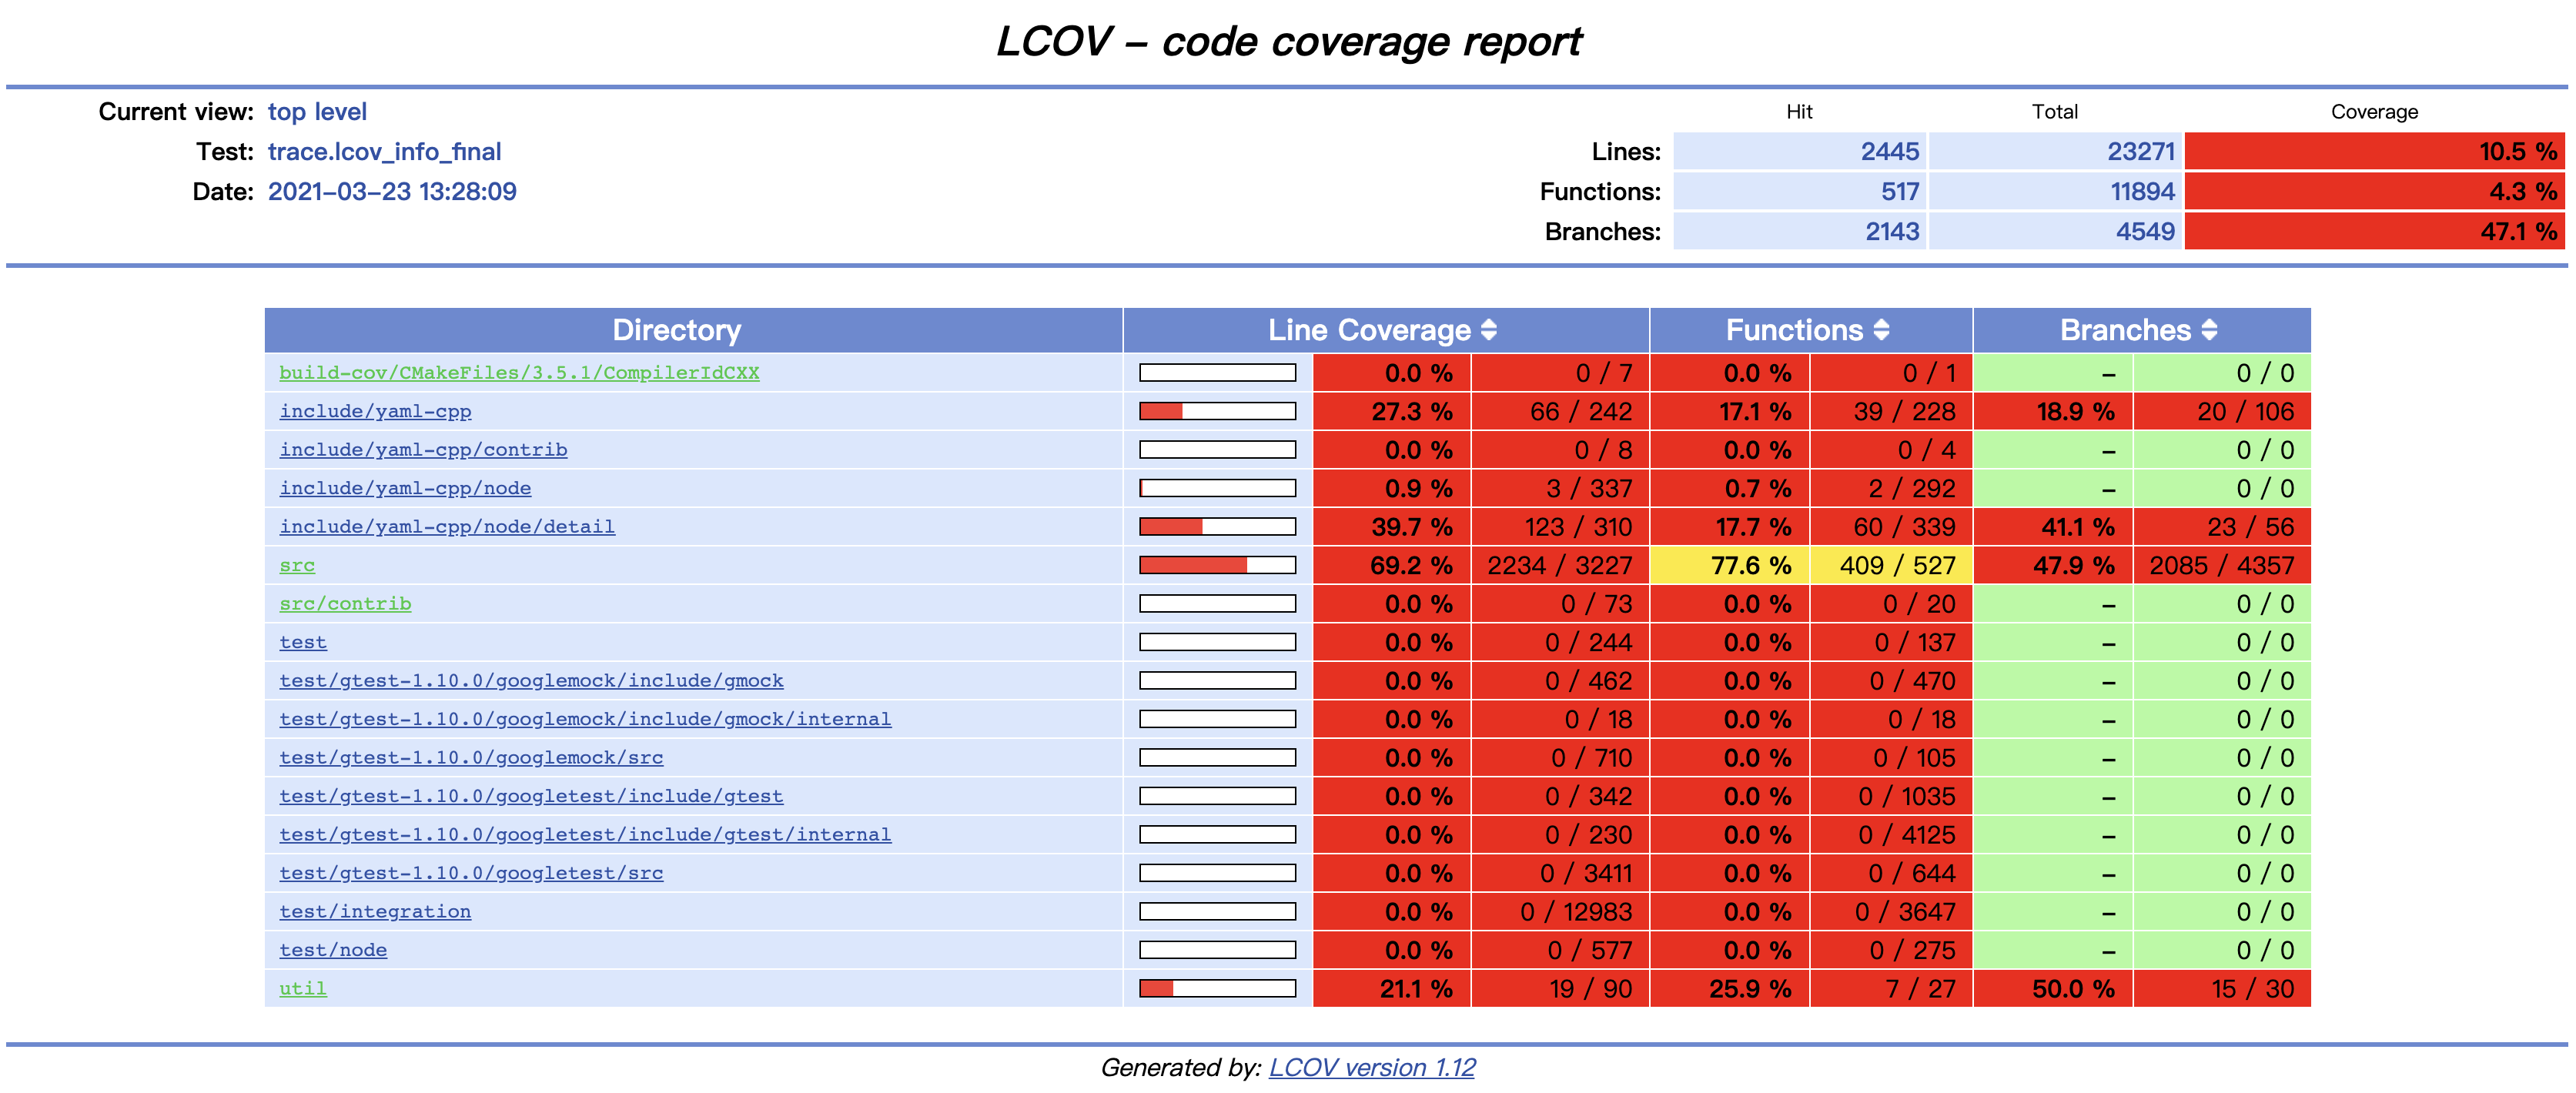 LCOV – code coverage report
Current view: top level
Hit Total Coverage
Test: trace.lcov_info_final
Lines: 2445 23271 10.5 %
Date: 2021–03–23 13:28:09
Functions: 517 11894 4.3 %
Branches: 2143 4549 47.1 %
Directory Line Coverage Functions Branches
build-cov/CMakeFiles/3.5.1/CompilerIdCXX 0.0 % 0 / 7 0.0 % 0 / 1 – 0 / 0
include/yaml-cpp 27.3 % 66 / 242 17.1 % 39 / 228 18.9 % 20 / 106
include/yaml-cpp/contrib 0.0 % 0 / 8 0.0 % 0 / 4 – 0 / 0
include/yaml-cpp/node 0.9 % 3 / 337 0.7 % 2 / 292 – 0 / 0
include/yaml-cpp/node/detail 39.7 % 123 / 310 17.7 % 60 / 339 41.1 % 23 / 56
src 69.2 % 2234 / 3227 77.6 % 409 / 527 47.9 % 2085 / 4357
src/contrib 0.0 % 0 / 73 0.0 % 0 / 20 – 0 / 0
test 0.0 % 0 / 244 0.0 % 0 / 137 – 0 / 0
test/gtest-1.10.0/googlemock/include/gmock 0.0 % 0 / 462 0.0 % 0 / 470 – 0 / 0
test/gtest-1.10.0/googlemock/include/gmock/internal 0.0 % 0 / 18 0.0 % 0 / 18 – 0 / 0
test/gtest-1.10.0/googlemock/src 0.0 % 0 / 710 0.0 % 0 / 105 – 0 / 0
test/gtest-1.10.0/googletest/include/gtest 0.0 % 0 / 342 0.0 % 0 / 1035 – 0 / 0
test/gtest-1.10.0/googletest/include/gtest/internal 0.0 % 0 / 230 0.0 % 0 / 4125 – 0 / 0
test/gtest-1.10.0/googletest/src 0.0 % 0 / 3411 0.0 % 0 / 644 – 0 / 0
test/integration 0.0 % 0 / 12983 0.0 % 0 / 3647 – 0 / 0
test/node 0.0 % 0 / 577 0.0 % 0 / 275 – 0 / 0
util 21.1 % 19 / 90 25.9 % 7 / 27 50.0 % 15 / 30
Generated by: LCOV version 1.12